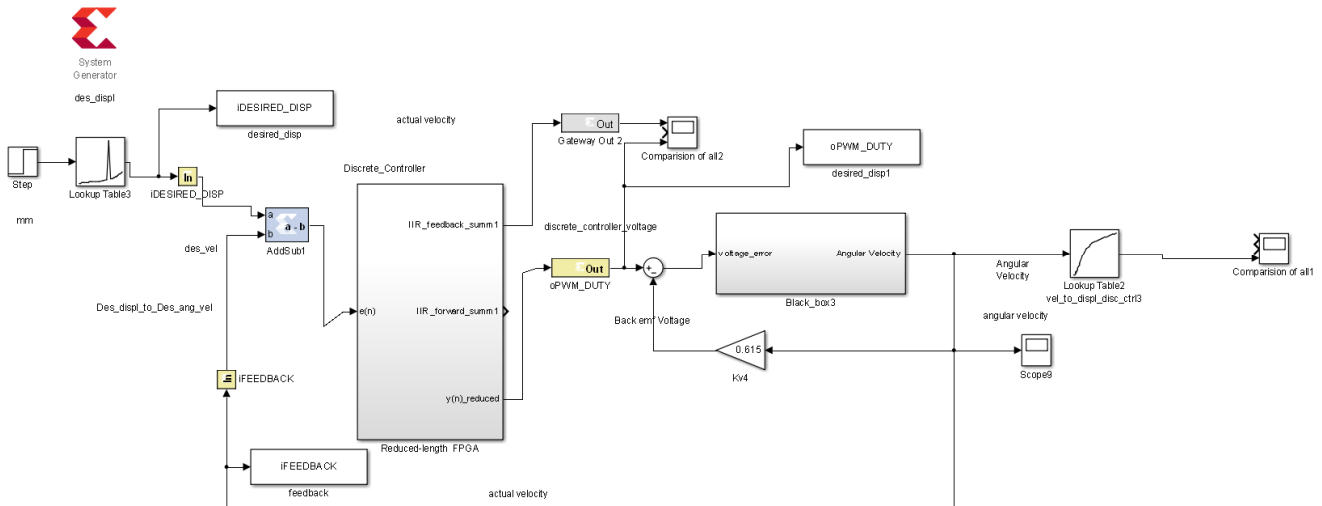 System
Generator
des_displ
iDESIRED_DISP
desired_disp
actual velocity
Out
Gateway Out 2
Comparision of all2
oPWM_DUTY
desired_disp1
Step
Lookup Table3
In
iDESIRED_DISP
mm
Discrete_Controller
a
b
a - b
AddSub1
des_vel
IIR_feedback_summ1
discrete_controller_voltage
voltage_error
Angular Velocity
Black_box3
Angular
Velocity
Lookup Table2
vel_to_displ_disc_ctrl3
Comparision of all1
Out
oPWM_DUTY
+
-
Des_displ_to_Des_ang_vel
e(n)
IIR_forward_summ1
Back emf Voltage
angular velocity
0.615
Kv4
Scope9
In
iFEEDBACK
y(n)_reduced
Reduced-length FPGA
iFEEDBACK
feedback
actual velocity